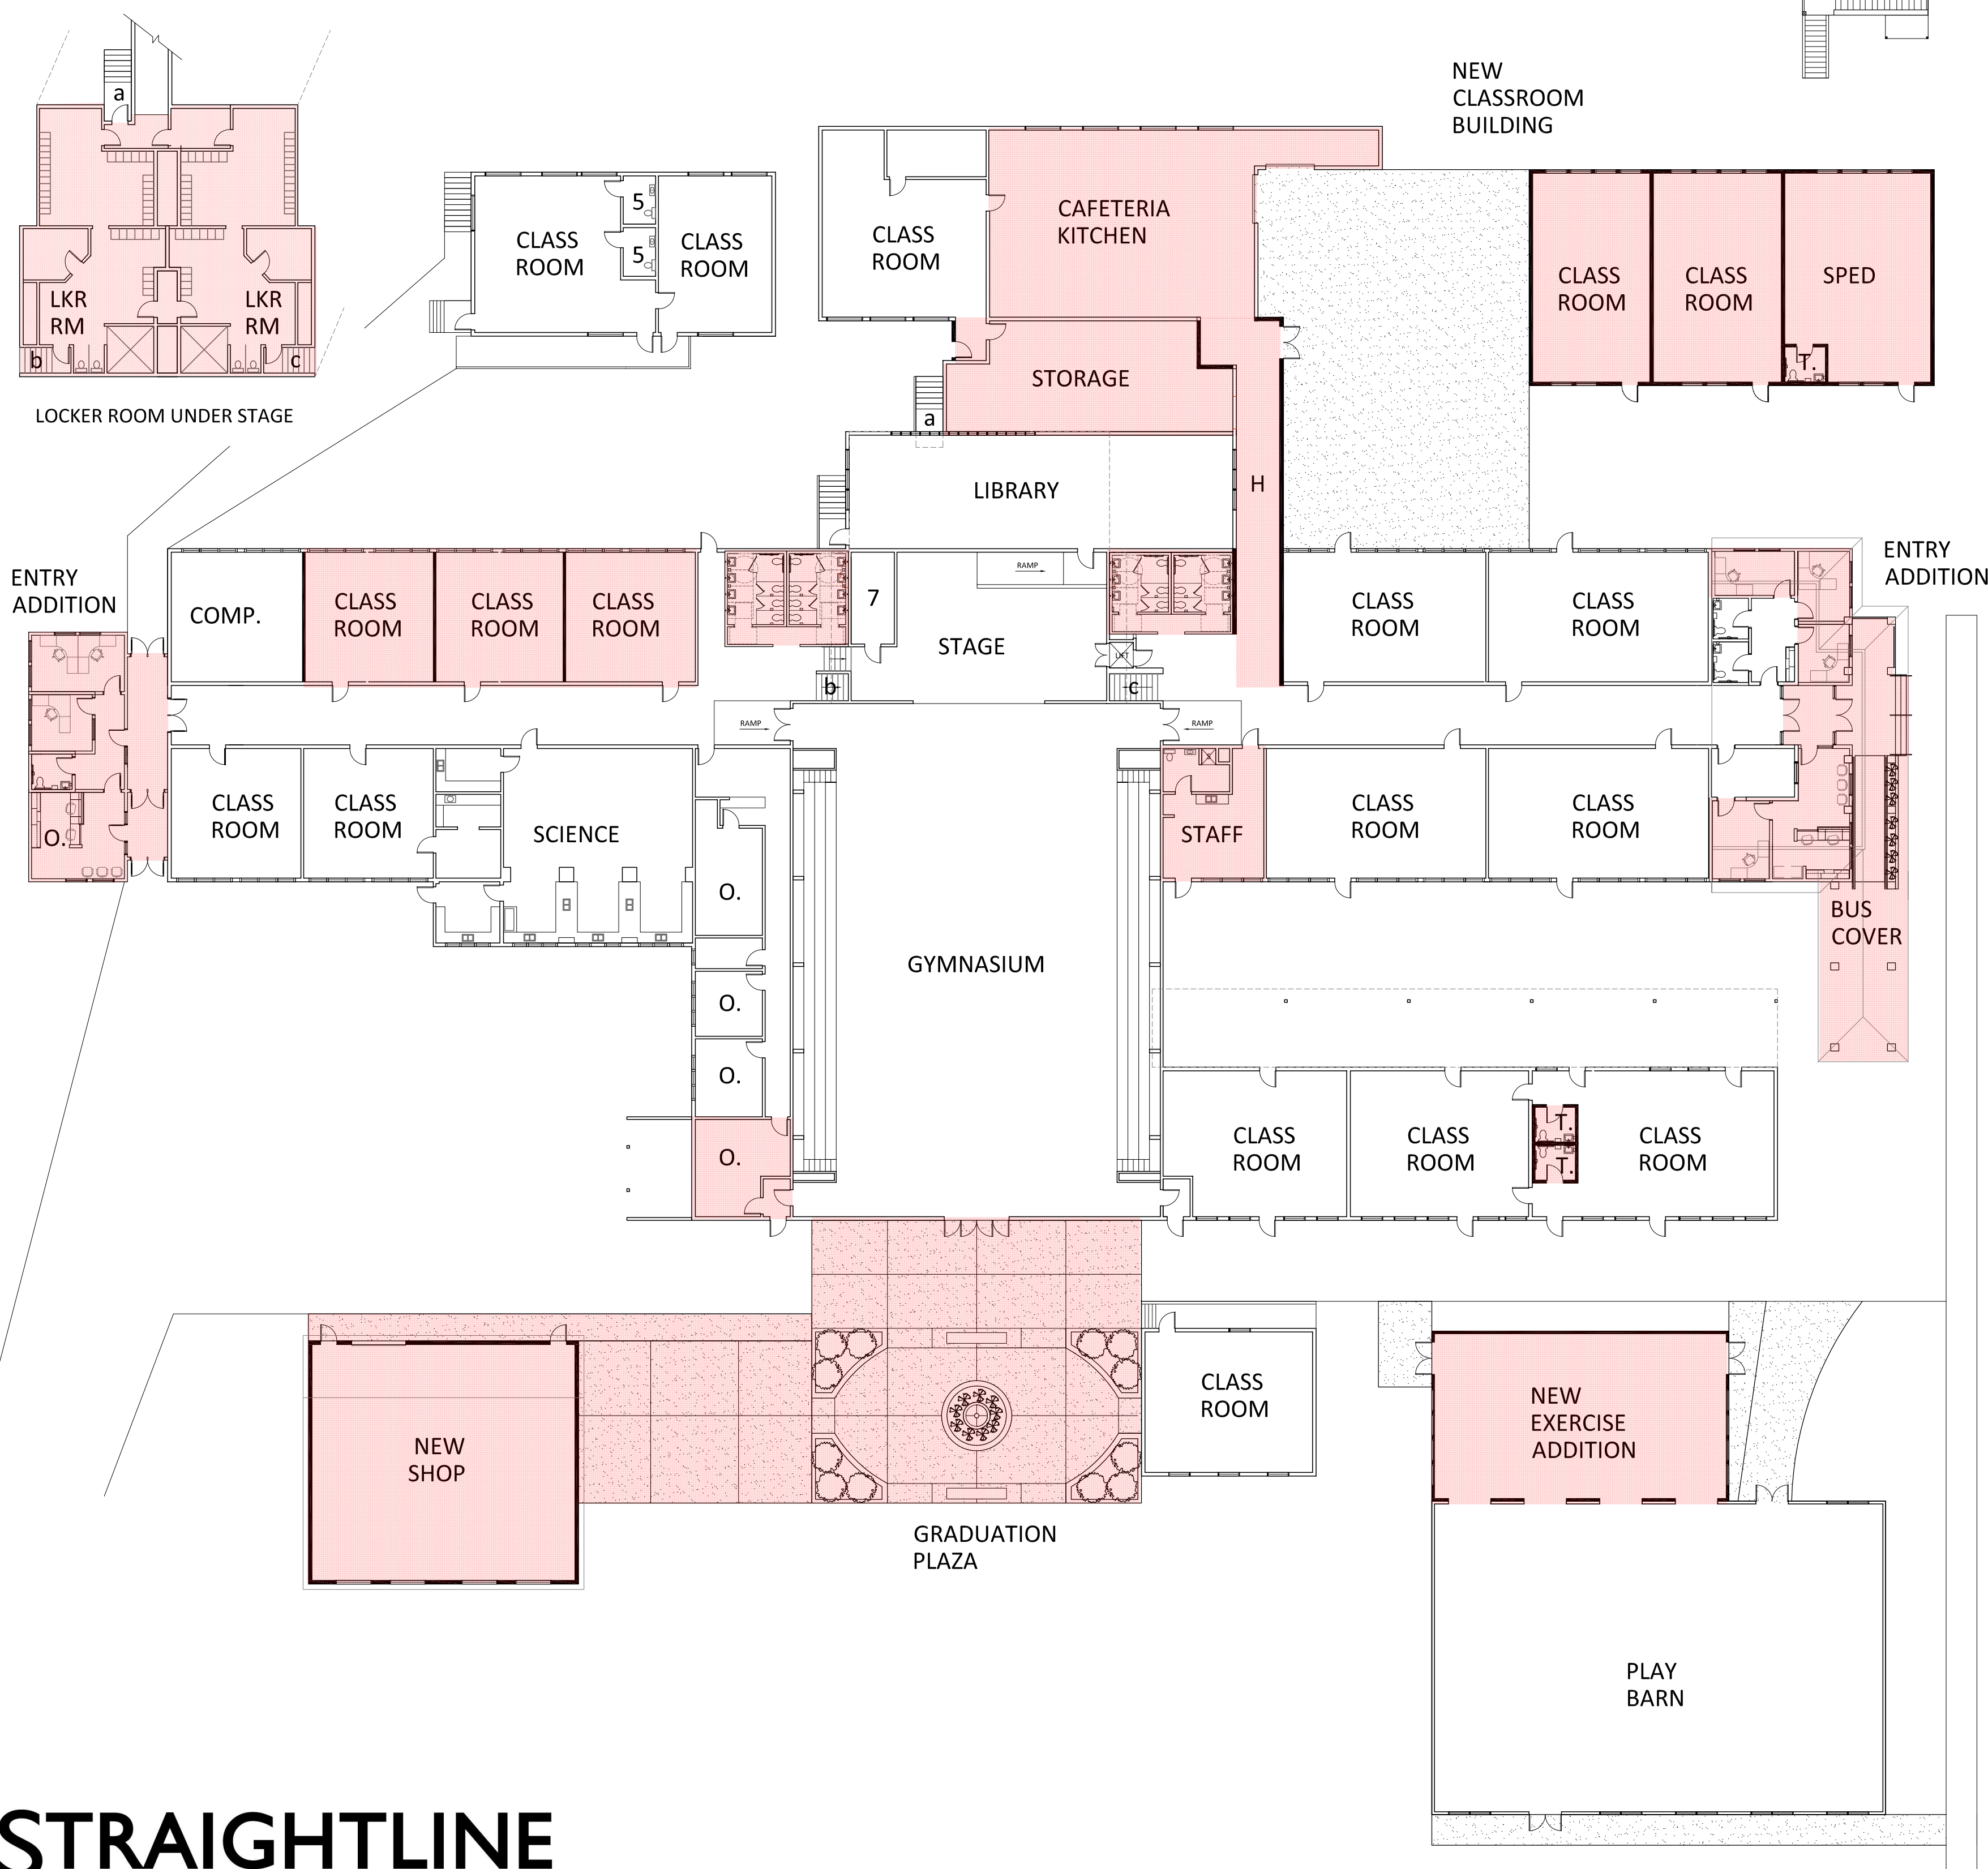 NEW
CLASSROOM
BUILDING
a
CLASS
ROOM
5
5
CLASS
ROOM
CLASS
ROOM
CAFETERIA
KITCHEN
CLASS
ROOM
CLASS
ROOM
SPED
T.
LKR
RM
LKR
RM
b
c
LOCKER ROOM UNDER STAGE
STORAGE
a
LIBRARY
H
ENTRY
ADDITION
ENTRY
ADDITION
COMP.
CLASS
ROOM
CLASS
ROOM
CLASS
ROOM
7
RAMP
STAGE
LIFT
CLASS
ROOM
CLASS
ROOM
b
c
RAMP
RAMP
O.
CLASS
ROOM
CLASS
ROOM
SCIENCE
O.
STAFF
CLASS
ROOM
CLASS
ROOM
BUS
COVER
GYMNASIUM
O.
O.
O.
CLASS
ROOM
CLASS
ROOM
T.
T.
CLASS
ROOM
NEW
SHOP
CLASS
ROOM
NEW
EXERCISE
ADDITION
GRADUATION
PLAZA
PLAY
BARN
STRAIGHTLINE